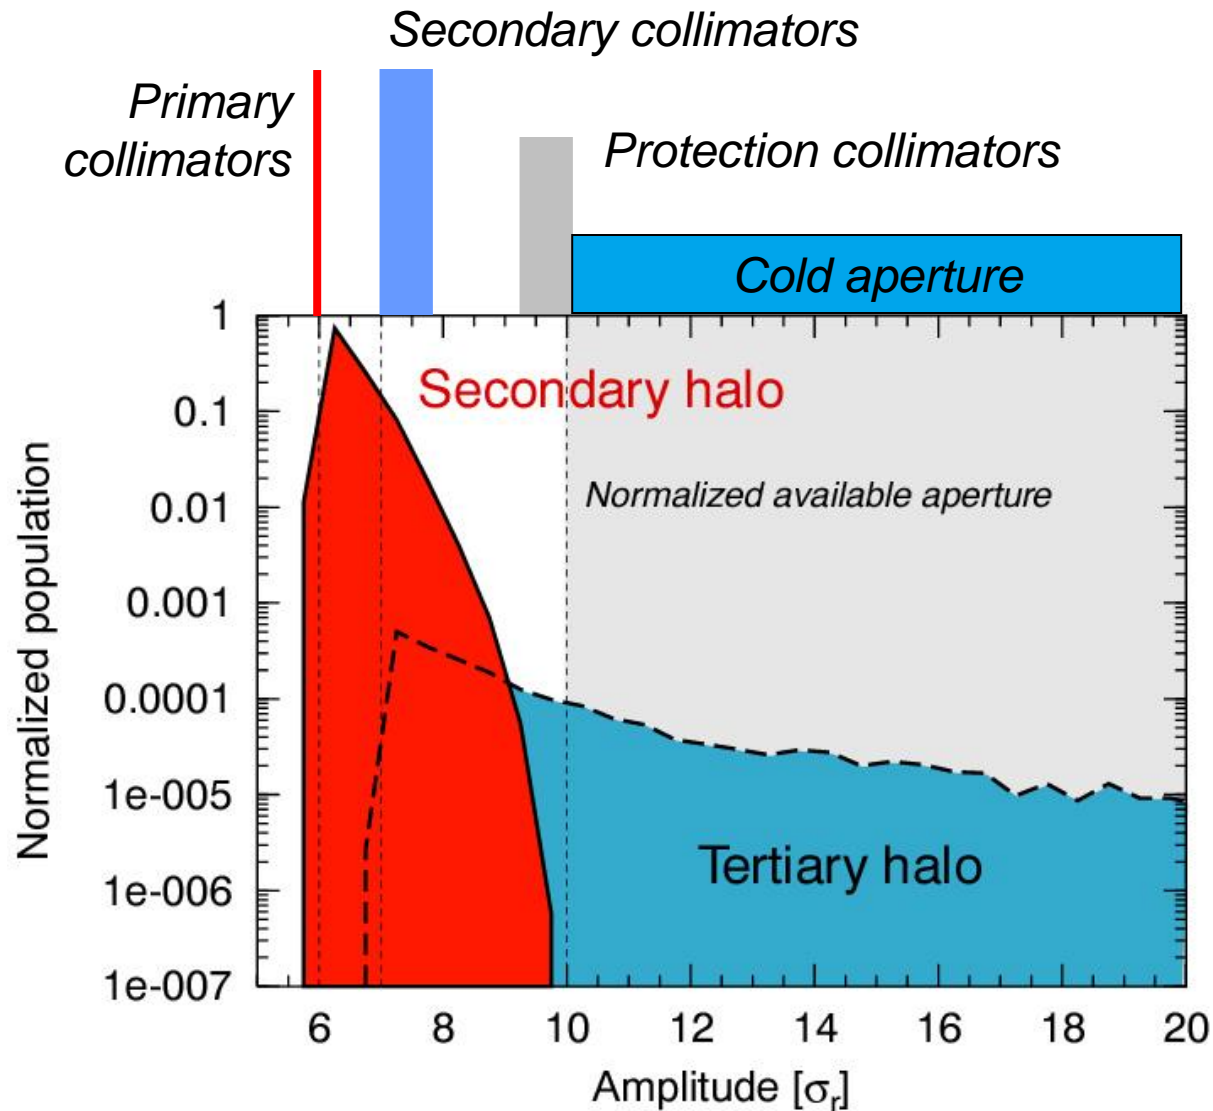 Secondary collimators
Primary
collimators
Protection collimators
Cold aperture
1
0.1
0.01
0.001
0.0001
1e-005
1e-006
1e-007
Secondary halo
Normalized available aperture
Tertiary halo
Normalized population
6 8 10 12 14 16 18 20
Amplitude [σr]